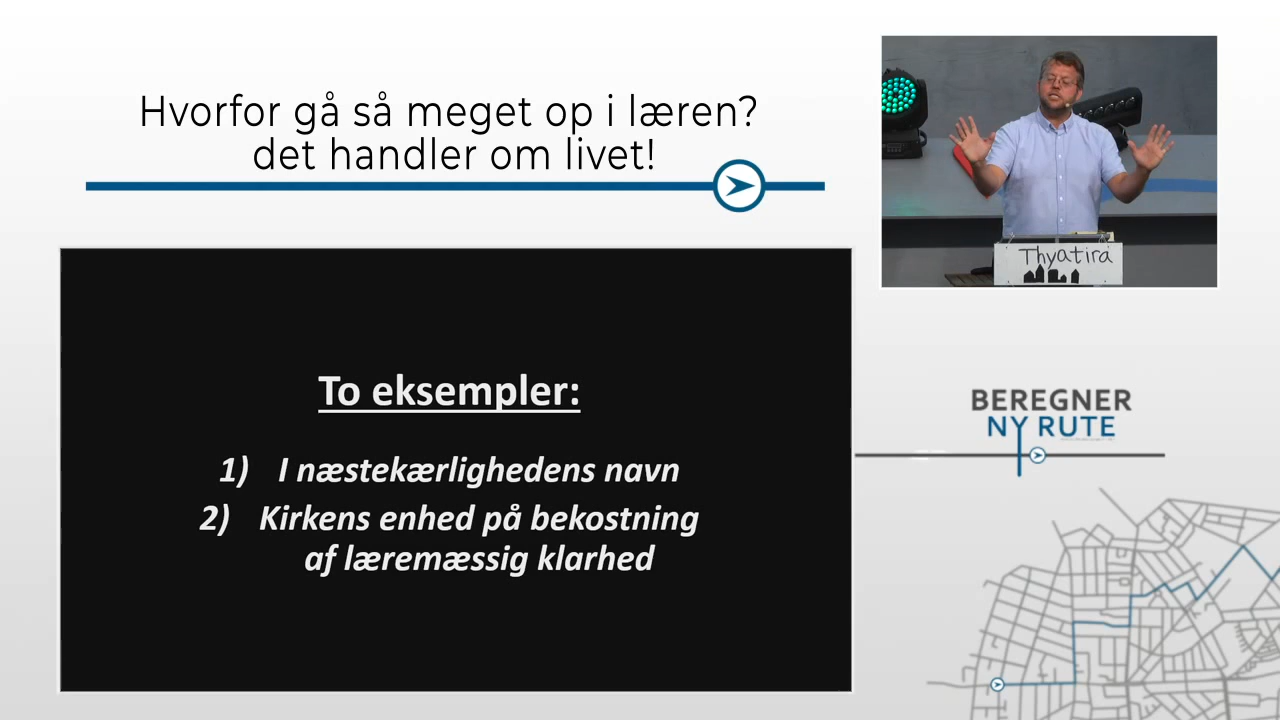 Hvorfor gå så meget op i læren?
det handler om livet!
Thyatira
To eksempler:
1) I næstekærlighedens navn
2) Kirkens enhed på bekostning
af læremæssig klarhed
BEREGNER
NY RUTE